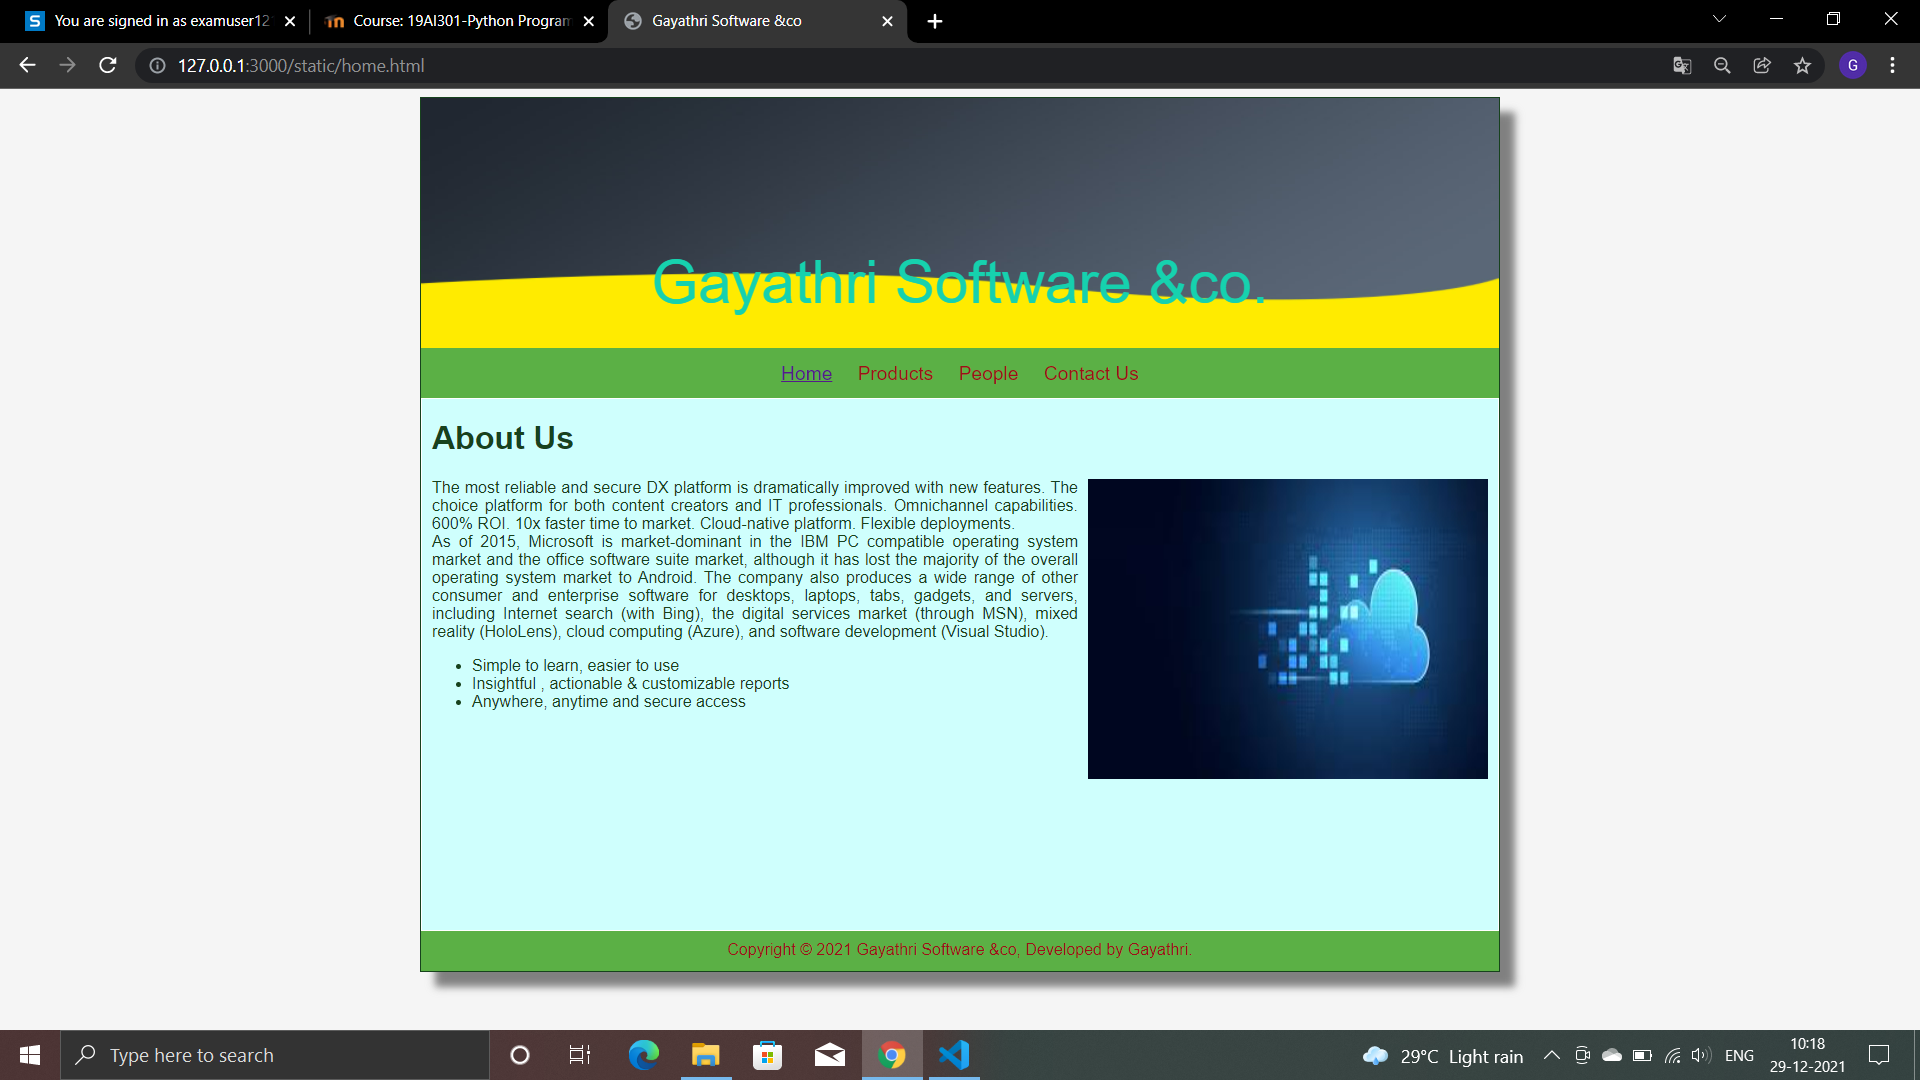 You are signed in as examuser12
Course: 19AI301-Python Program
Gayathri Software &co
127.0.0.1:3000/static/home.html
G
Gayathri Software &co.
Home Products People Contact Us
About Us
The most reliable and secure DX platform is dramatically improved with new features. The
choice platform for both content creators and IT professionals. Omnichannel capabilities.
600% ROI. 10x faster time to market. Cloud-native platform. Flexible deployments.
As of 2015, Microsoft is market-dominant in the IBM PC compatible operating system
market and the office software suite market, although it has lost the majority of the overall
operating system market to Android. The company also produces a wide range of other
consumer and enterprise software for desktops, laptops, tabs, gadgets, and servers,
including Internet search (with Bing), the digital services market (through MSN), mixed
reality (HoloLens), cloud computing (Azure), and software development (Visual Studio).
• Simple to learn, easier to use
• Insightful , actionable & customizable reports
• Anywhere, anytime and secure access
Copyright © 2021 Gayathri Software &co, Developed by Gayathri.
Type here to search
29°C Light rain
ENG
10:18
29-12-2021